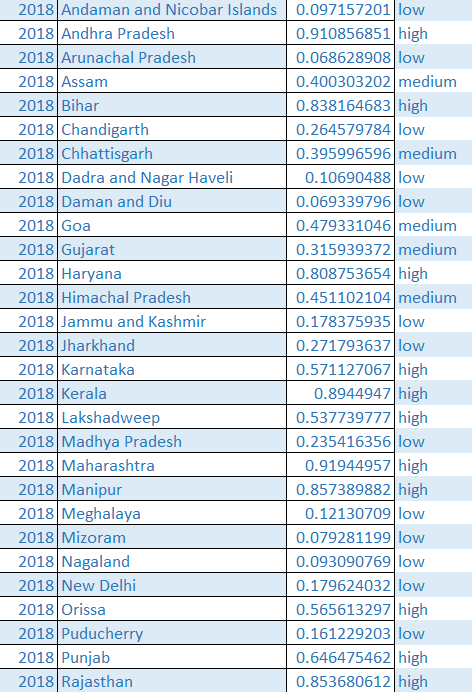 2018 Andaman and Nicobar Islands 0.097157201 low
2018 Andhra Pradesh 0.910856851 high
2018 Arunachal Pradesh 0.068628908 low
2018 Assam 0.400303202 medium
2018 Bihar 0.838164683 high
2018 Chandigarth 0.264579784 low
2018 Chhattisgarh 0.395996596 medium
2018 Dadra and Nagar Haveli 0.10690488 low
2018 Daman and Diu 0.069339796 low
2018 Goa 0.479331046 medium
2018 Gujarat 0.315939372 medium
2018 Haryana 0.808753654 high
2018 Himachal Pradesh 0.451102104 medium
2018 Jammu and Kashmir 0.178375935 low
2018 Jharkhand 0.271793637 low
2018 Karnataka 0.571127067 high
2018 Kerala 0.8944947 high
2018 Lakshadweep 0.537739777 high
2018 Madhya Pradesh 0.235416356 low
2018 Maharashtra 0.91944957 high
2018 Manipur 0.857389882 high
2018 Meghalaya 0.12130709 low
2018 Mizoram 0.079281199 low
2018 Nagaland 0.093090769 low
2018 New Delhi 0.179624032 low
2018 Orissa 0.565613297 high
2018 Puducherry 0.161229203 low
2018 Punjab 0.646475462 high
2018 Rajasthan 0.853680612 high